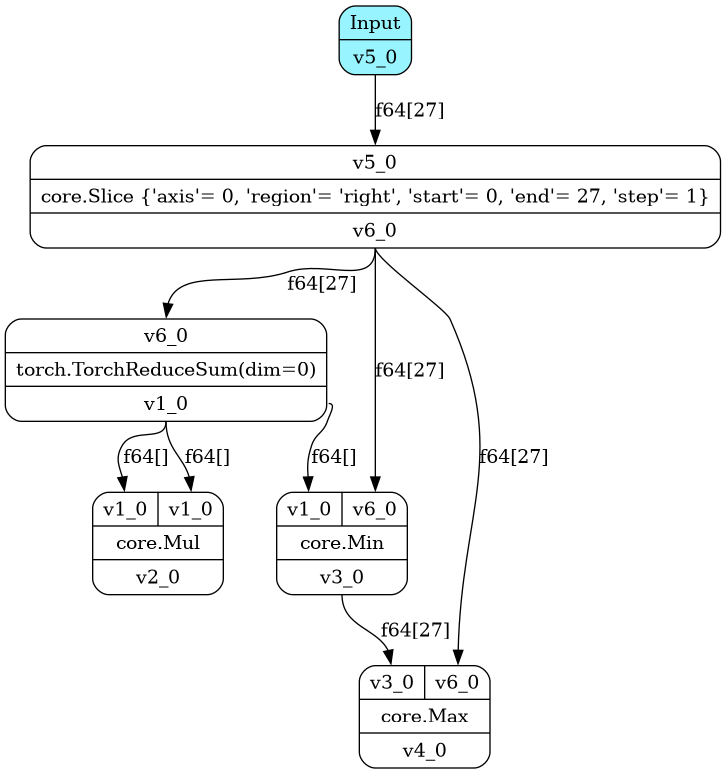 Input
v5_0
f64[27]
v5_0
core.Slice {'axis'= 0, 'region'= 'right', 'start'= 0, 'end'= 27, 'step'= 1}
v6_0
f64[27]
v6_0
torch.TorchReduceSum(dim=0)
v1_0
f64[27]
f64[] f64[] f64[] f64[27]
v1_0 v1_0
core.Mul
v2_0
v1_0 v6_0
core.Min
v3_0
f64[27]
v3_0 v6_0
core.Max
v4_0